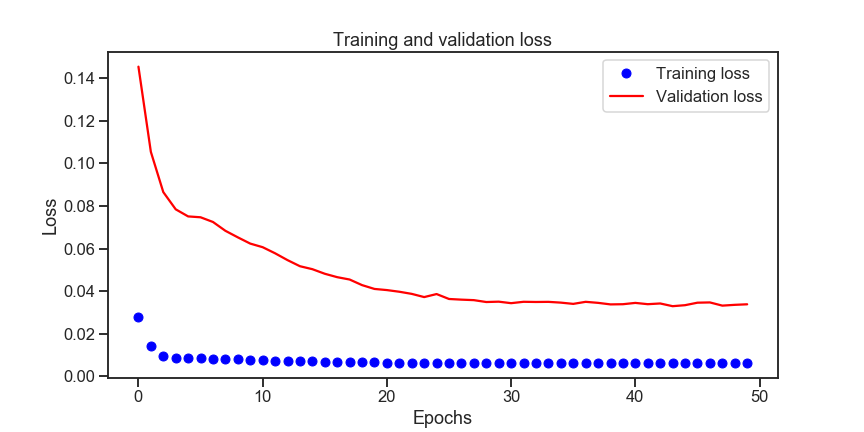 Training and validation loss
Training loss
Validation loss
Loss
0.14
0.12
0.10
0.08
0.06
0.04
0.02
0.00
0 10 20 30 40 50
Epochs